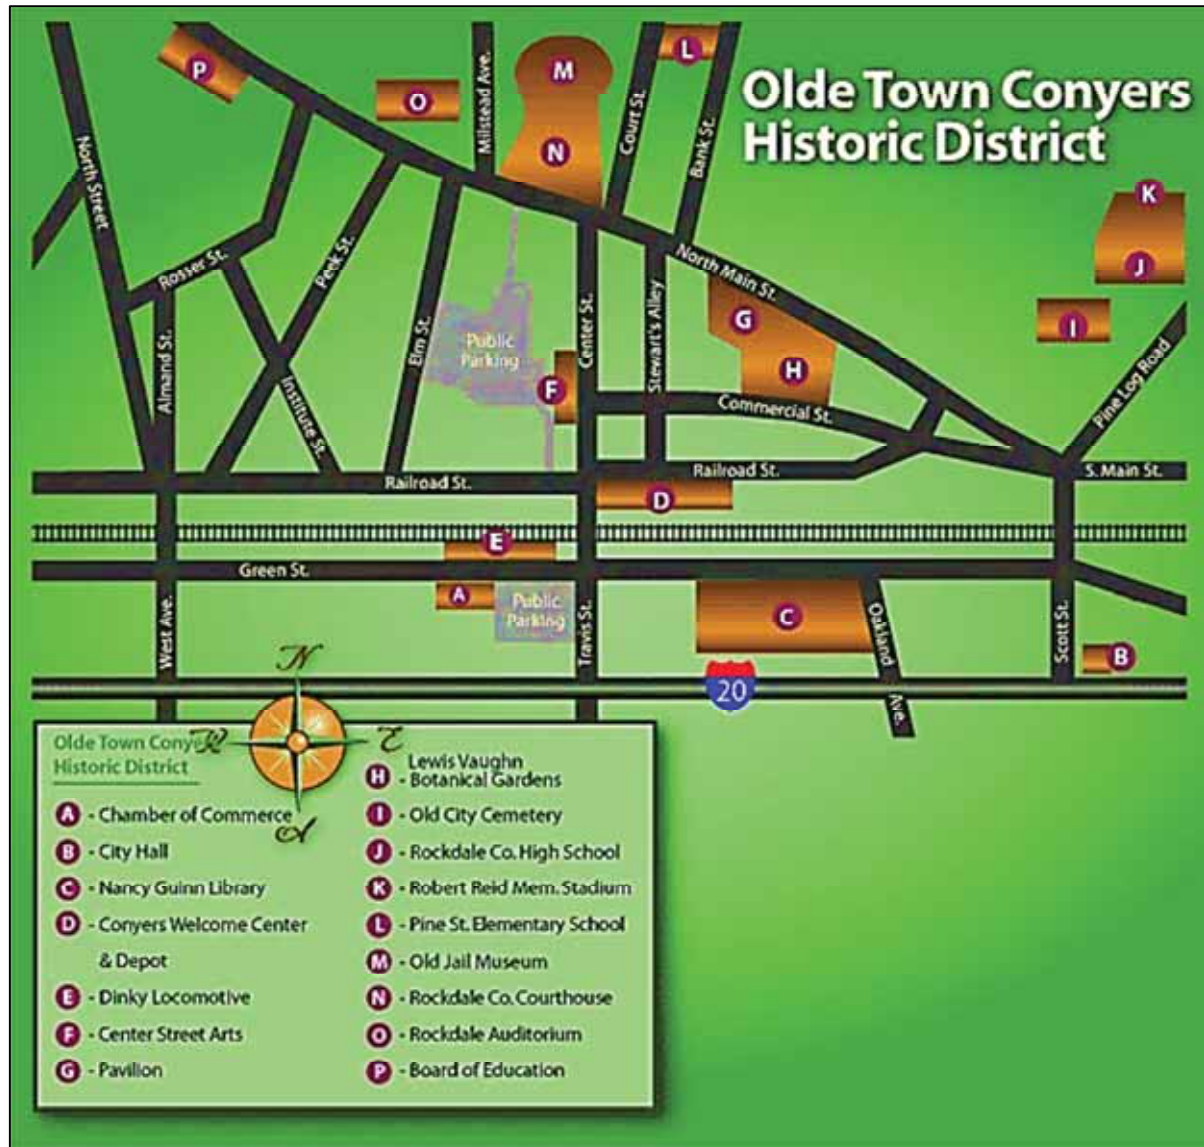 Olde Town Conyers
Historic District
P
O
M
N
L
K
J
I
G
H
F
D
E
A
C
B
North Street
Rosser St.
Almand St.
Peek St.
Institute St.
Elm St.
Milstead Ave.
Court St.
Bank St.
Public
Parking
Center St.
Stewart's Alley
North Main St.
Commercial St.
Pine Log Road
S. Main St.
Railroad St.
Railroad St.
Green St.
Public
Parking
West Ave.
Travis St.
Oakland
Ave.
Scott St.
20
N
E
Olde Town Conye
Historic District
A - Chamber of Commerce
B - City Hall
C - Nancy Guinn Library
D - Conyers Welcome Center
& Depot
E - Dinky Locomotive
F - Center Street Arts
G - Pavilion
Lewis Vaughn
H - Botanical Gardens
I - Old City Cemetery
J - Rockdale Co. High School
K - Robert Reid Mem. Stadium
L - Pine St. Elementary School
M - Old Jail Museum
N - Rockdale Co. Courthouse
O - Rockdale Auditorium
P - Board of Education